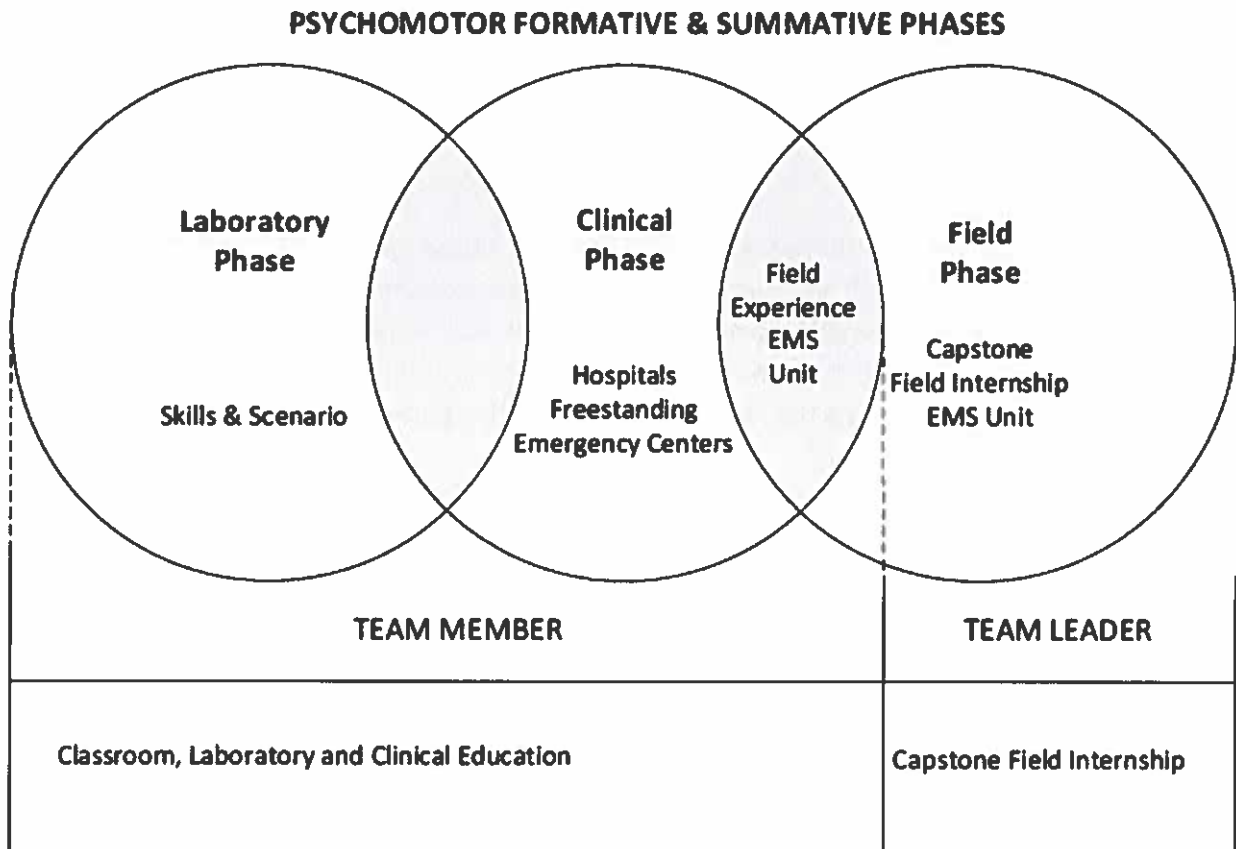 PSYCHOMOTOR FORMATIVE & SUMMATIVE PHASES
Laboratory
Phase
Skills & Scenario
Clinical
Phase
Hospitals
Freestanding
Emergency Centers
Field
Experience
EMS
Unit
Field
Phase
Capstone
Field Internship
EMS Unit
TEAM MEMBER
TEAM LEADER
Classroom, Laboratory and Clinical Education
Capstone Field Internship